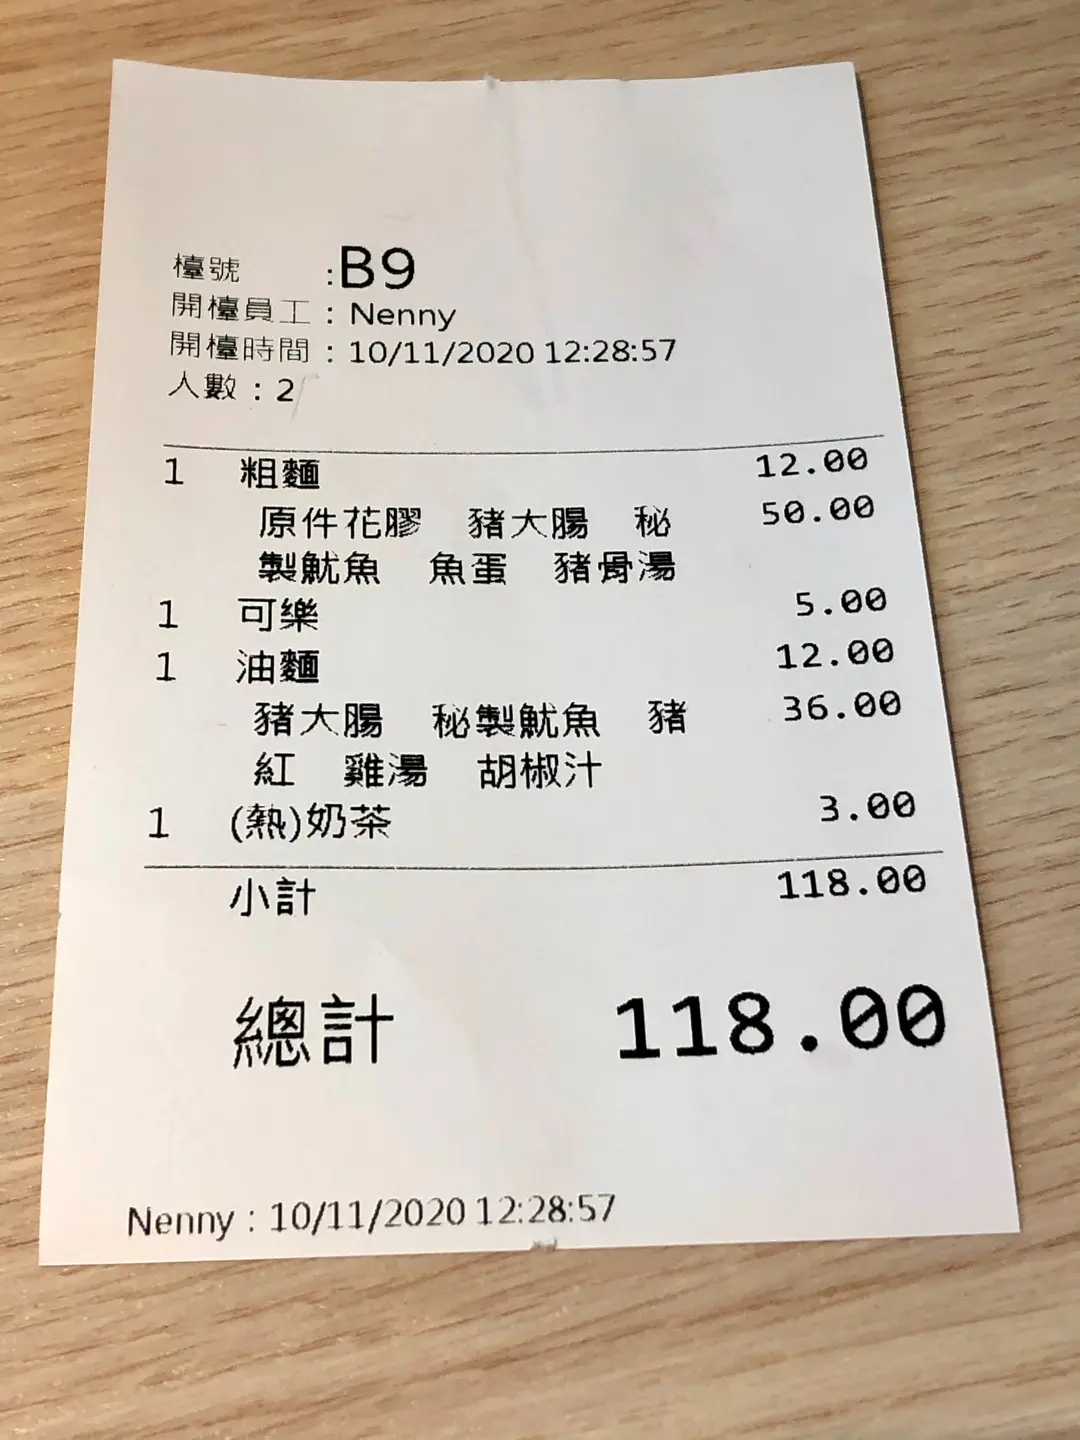 檯號 :B9
開檯員工 : Nenny
開檯時間 : 10/11/2020 12:28:57
人數 : 2
1 粗麵 12.00
原件花膠 豬大腸 秘 50.00
製魷魚 魚蛋 豬骨湯
1 可樂 5.00
1 油麵 12.00
豬大腸 秘製魷魚 豬 36.00
紅 雞湯 胡椒汁
1 (熱)奶茶 3.00
小計 118.00
總計 118.00
Nenny : 10/11/2020 12:28:57